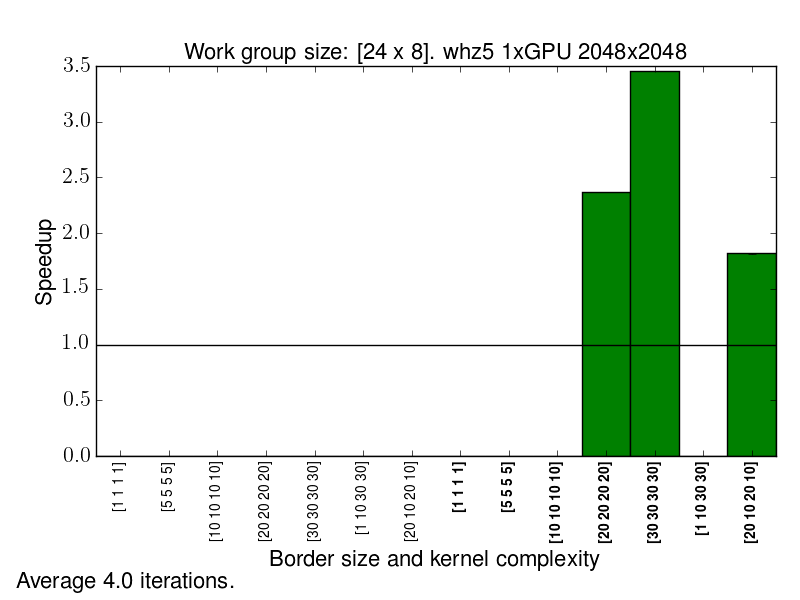 Work group size: [24 x 8]. whz5 1xGPU 2048x2048
3.5
3.0
2.5
2.0
1.5
1.0
0.5
0.0
Speedup
[1 1 1 1]
[5 5 5 5]
[10 10 10 10]
[20 20 20 20]
[30 30 30 30]
[1 10 30 30]
[20 10 20 10]
[1 1 1 1]
[5 5 5 5]
[10 10 10 10]
[20 20 20 20]
[30 30 30 30]
[1 10 30 30]
[20 10 20 10]
Border size and kernel complexity
Average 4.0 iterations.